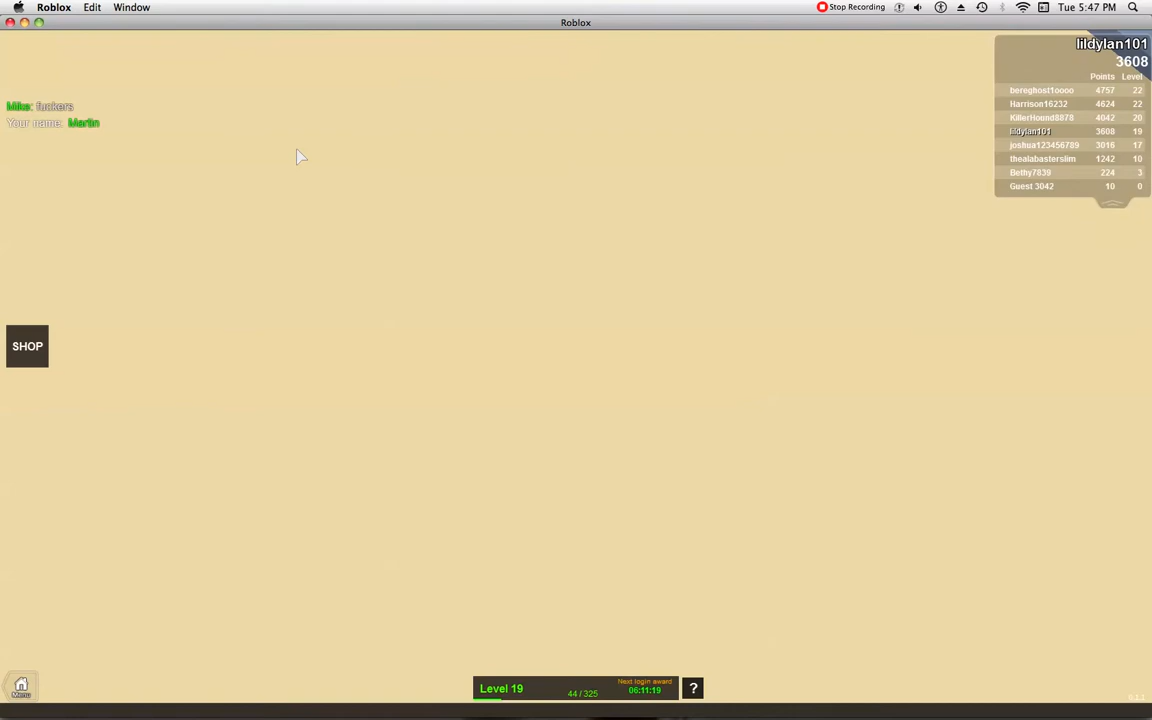 Roblox Edit Window Stop Recording Tue 5:47 PM
Roblox
lildylan101
3608
Points Level
bereghost1oooo 4757 22
Harrison16232 4624 22
KillerHound8878 4042 20
lildylan101 3608 19
joshua123456789 3016 17
thealabasterslim 1242 10
Bethy7839 224 3
Guest 3042 10 0
Mike: fuckers
Your name: Martin
SHOP
Menu
Level 19 44 / 325 Next login award
06:11:19
?